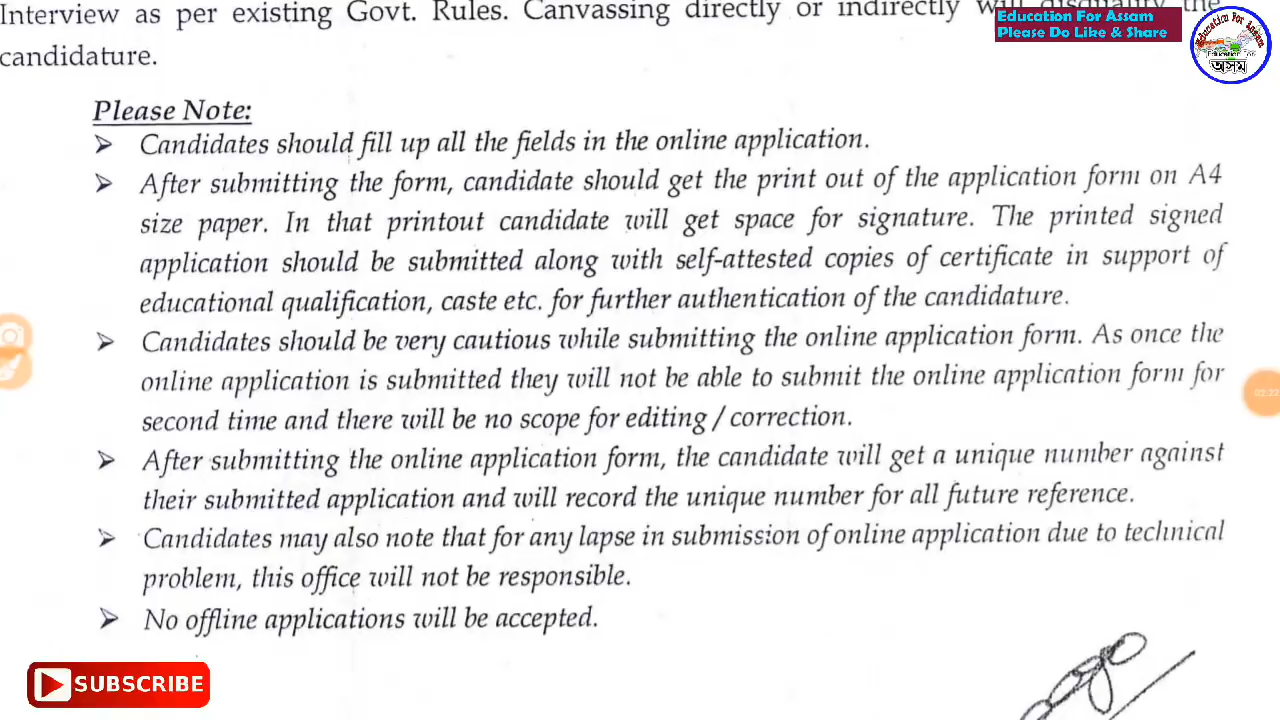 Interview as per existing Govt. Rules. Canvassing directly or indirectly will disqualify the
candidature.
Education For Assam
Please Do Like & Share
Education For Assam
Education For
অসম
Please Note:
➢ Candidates should fill up all the fields in the online application.
➢ After submitting the form, candidate should get the print out of the application form on A4
size paper. In that printout candidate will get space for signature. The printed signed
application should be submitted along with self-attested copies of certificate in support of
educational qualification, caste etc. for further authentication of the candidature.
➢ Candidates should be very cautious while submitting the online application form. As once the
online application is submitted they will not be able to submit the online application form for
second time and there will be no scope for editing / correction.
➢ After submitting the online application form, the candidate will get a unique number against
their submitted application and will record the unique number for all future reference.
➢ Candidates may also note that for any lapse in submission of online application due to technical
problem, this office will not be responsible.
➢ No offline applications will be accepted.
SUBSCRIBE